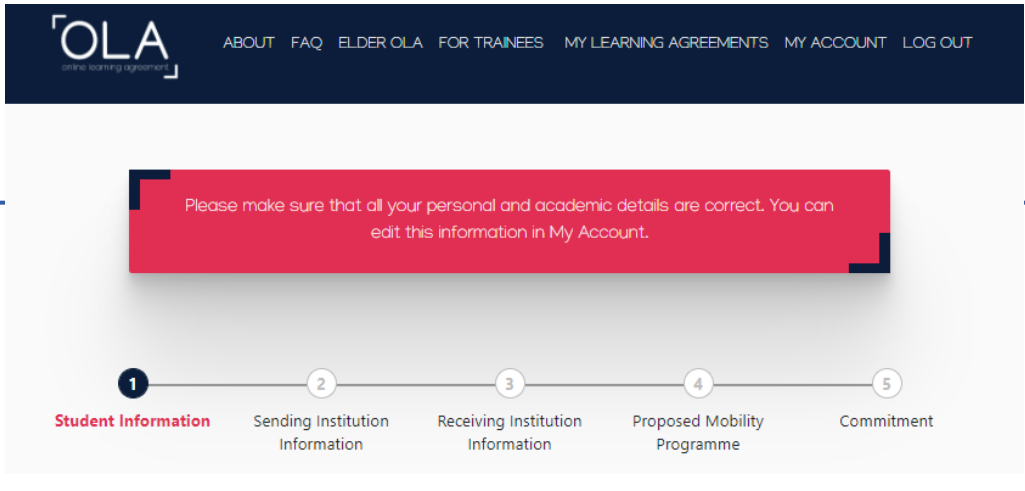 OLA
online learning agreement
ABOUT FAQ ELDER OLA FOR TRAINEES MY LEARNING AGREEMENTS MY ACCOUNT LOG OUT
Please make sure that all your personal and academic details are correct. You can
edit this information in My Account.
1 2 3 4 5
Student Information Sending Institution Receiving Institution Proposed Mobility Commitment
Information Information Programme